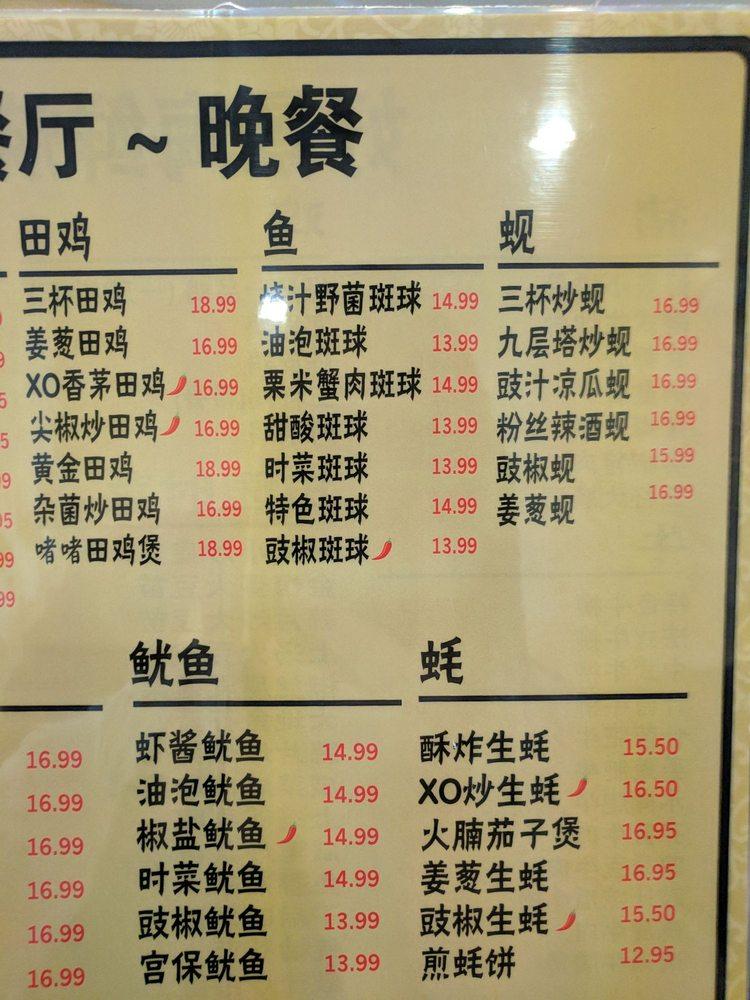 厅 ~ 晚餐
田鸡
三杯田鸡 18.99
姜葱田鸡 16.99
XO香茅田鸡 16.99
尖椒炒田鸡 16.99
黄金田鸡 18.99
杂菌炒田鸡 16.99
啫啫田鸡煲 18.99
鱼
汁野菌斑球 14.99
油泡斑球 13.99
栗米蟹肉斑球 14.99
甜酸斑球 13.99
时菜斑球 13.99
特色斑球 14.99
豉椒斑球 13.99
蚬
三杯炒蚬 16.99
九层塔炒蚬 16.99
豉汁凉瓜蚬 16.99
粉丝辣酒蚬 16.99
豉椒蚬 15.99
姜葱蚬 16.99
16.99
16.99
16.99
16.99
16.99
16.99
鱿鱼
虾酱鱿鱼 14.99
油泡鱿鱼 14.99
椒盐鱿鱼 14.99
时菜鱿鱼 14.99
豉椒鱿鱼 13.99
宫保鱿鱼 13.99
蚝
酥炸生蚝 15.50
XO炒生蚝 16.50
火腩茄子煲 16.95
姜葱生蚝 16.95
豉椒生蚝 15.50
煎蚝饼 12.95